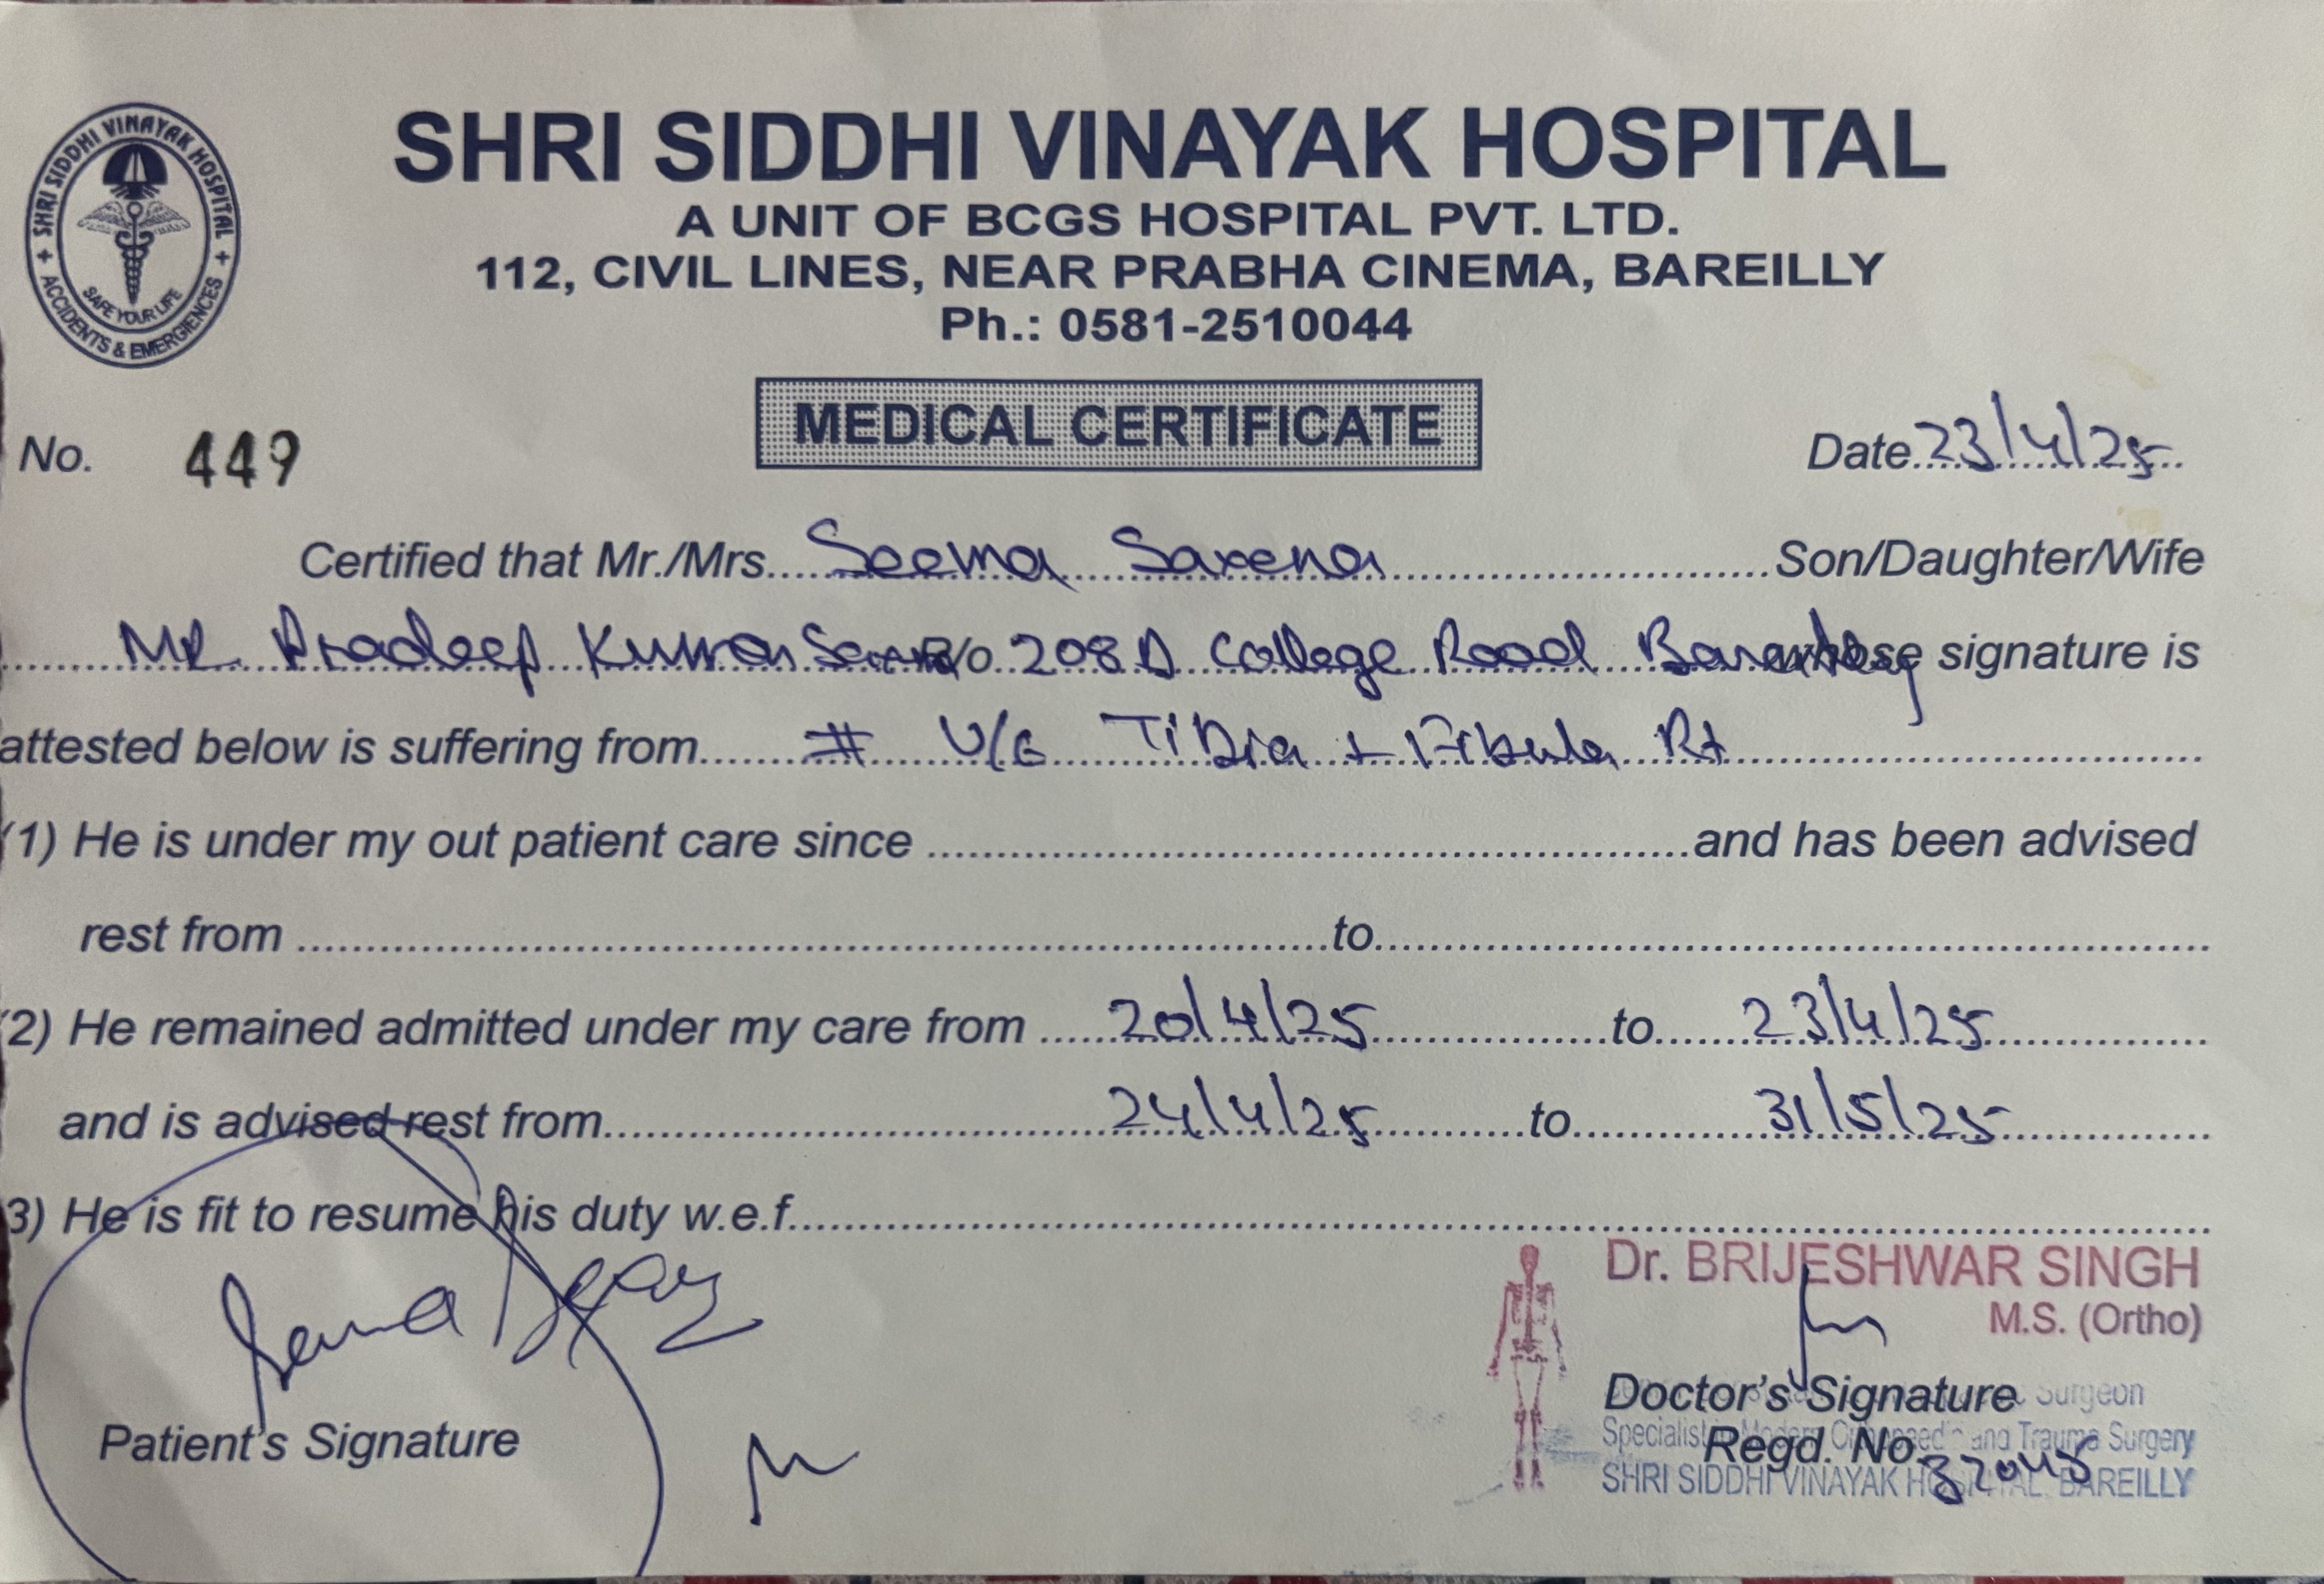 SHRI SIDDHI VINAYAK HOSPITAL
ACCIDENTS & EMERGIENCES
SAFE YOUR LIFE
SHRI SIDDHI VINAYAK HOSPITAL
A UNIT OF BCGS HOSPITAL PVT. LTD.
112, CIVIL LINES, NEAR PRABHA CINEMA, BAREILLY
Ph.: 0581-2510044
MEDICAL CERTIFICATE
No. 449 Date 23/4/25
Certified that Mr./Mrs. Seema Saxena Son/Daughter/Wife
Mr. Pradeep Kumar R/o 208 College Road Bareilly whose signature is
attested below is suffering from # Tibia + Fibula Rt
(1) He is under my out patient care since and has been advised
rest from to
(2) He remained admitted under my care from 20/4/25 to 23/4/25
and is advised rest from 24/4/25 to 31/5/25
3) He is fit to resume his duty w.e.f.
Dr. BRIJESHWAR SINGH
M.S. (Ortho)
Doctor's Signature
Surgeon
Specialist in Modern Orthopaedic and Trauma Surgery
Patient's Signature
Regd. No. 37045
SHRI SIDDHI VINAYAK HOSPITAL, BAREILLY